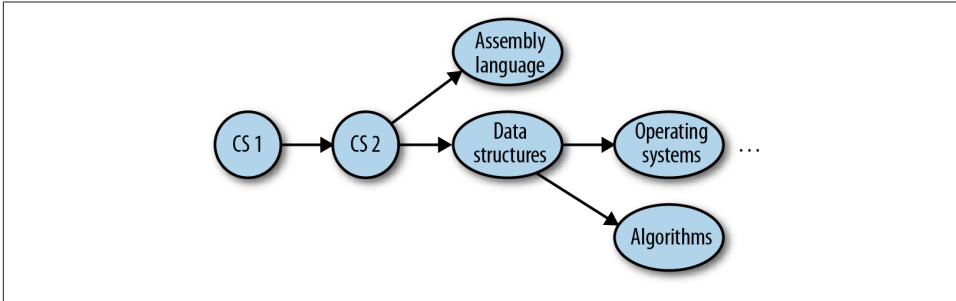 Assembly
language
CS 1
CS 2
Data
structures
Operating
systems
...
Algorithms